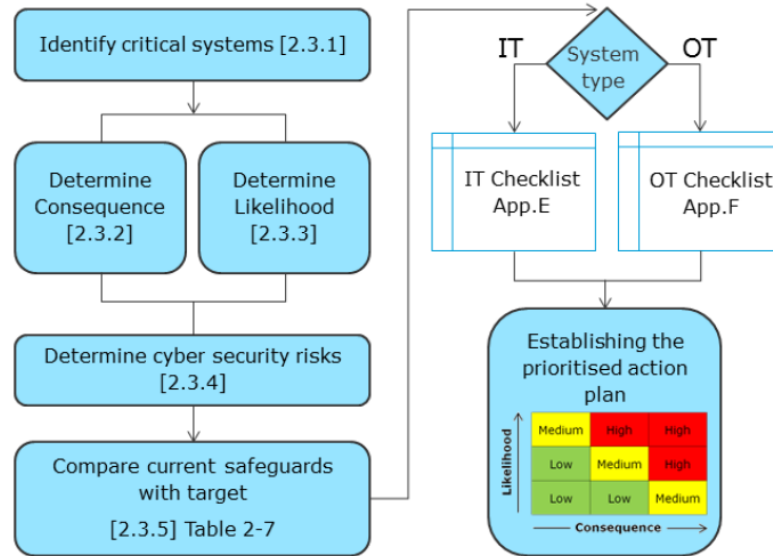 Identify critical systems [2.3.1]
Determine
Consequence
[2.3.2]
Determine
Likelihood
[2.3.3]
Determine cyber security risks
[2.3.4]
Compare current safeguards
with target
[2.3.5] Table 2-7
IT
OT
System
type
IT Checklist
App.E
OT Checklist
App.F
Establishing the
prioritised action
plan
Likelihood
Medium High High
Low Medium High
Low Low Medium
Consequence